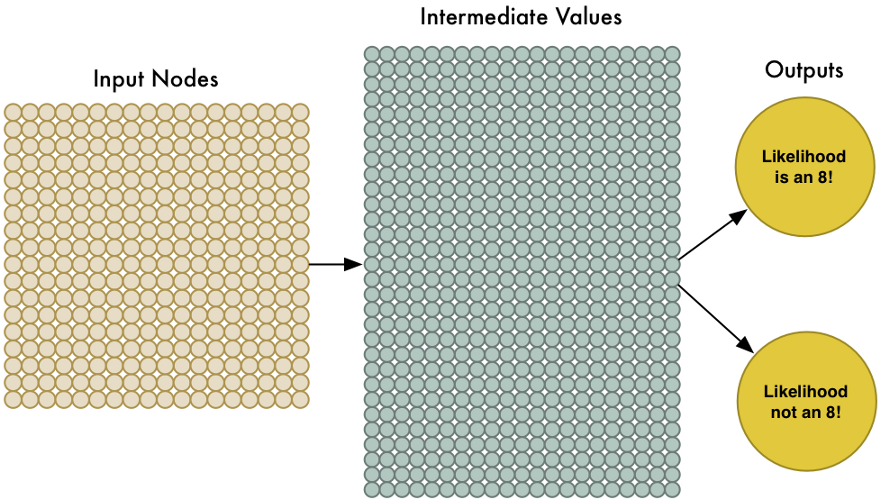 Input Nodes
Intermediate Values
Outputs
Likelihood
is an 8!
Likelihood
not an 8!